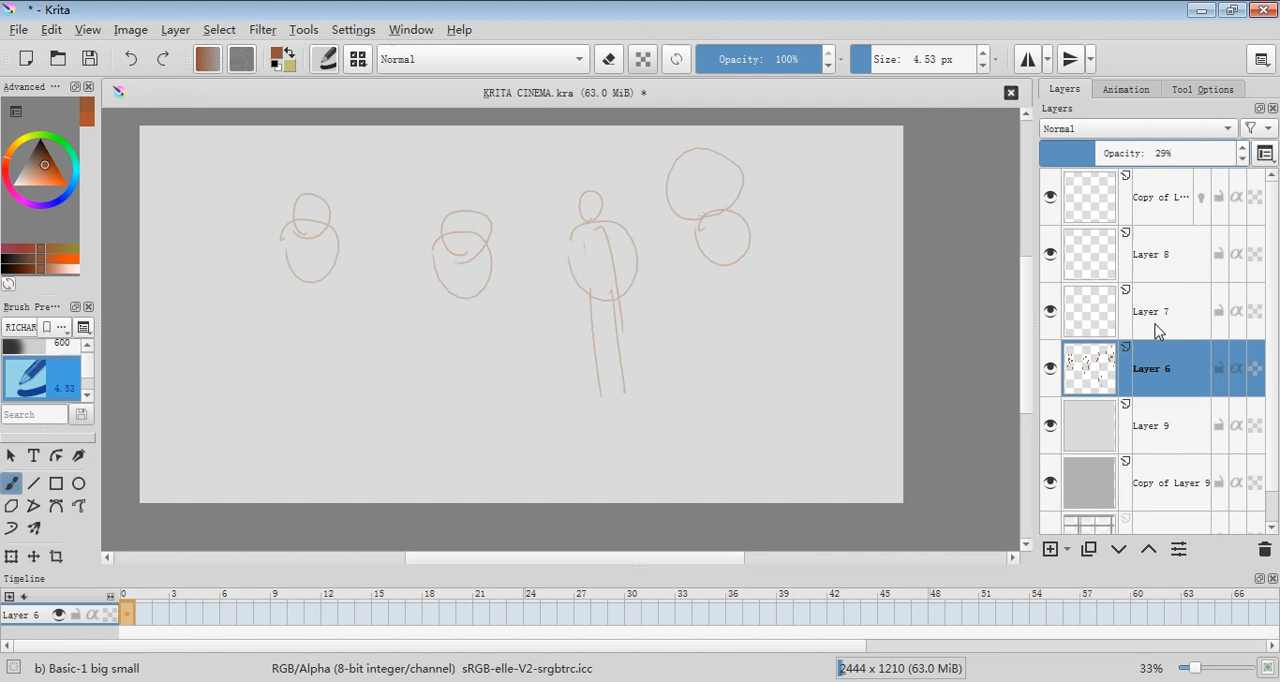 * - Krita
File Edit View Image Layer Select Filter Tools Settings Window Help
Normal Opacity: 100% Size: 4.53 px
Advanced ··· KRITA CINEMA.kra (63.0 MiB) * Layers Animation Tool Options
Layers
Normal
Opacity: 29%
Copy of L···
Layer 8
Brush Pre···
Layer 7
RICHAR ···
600
Layer 6
4.53
Search
Layer 9
Copy of Layer 9
Timeline
0 3 6 9 12 15 18 21 24 27 30 33 36 39 42 45 48 51 54 57 60 63 66
Layer 6
b) Basic-1 big small RGB/Alpha (8-bit integer/channel) sRGB-elle-V2-srgbtrc.icc 2444 x 1210 (63.0 MiB) 33%